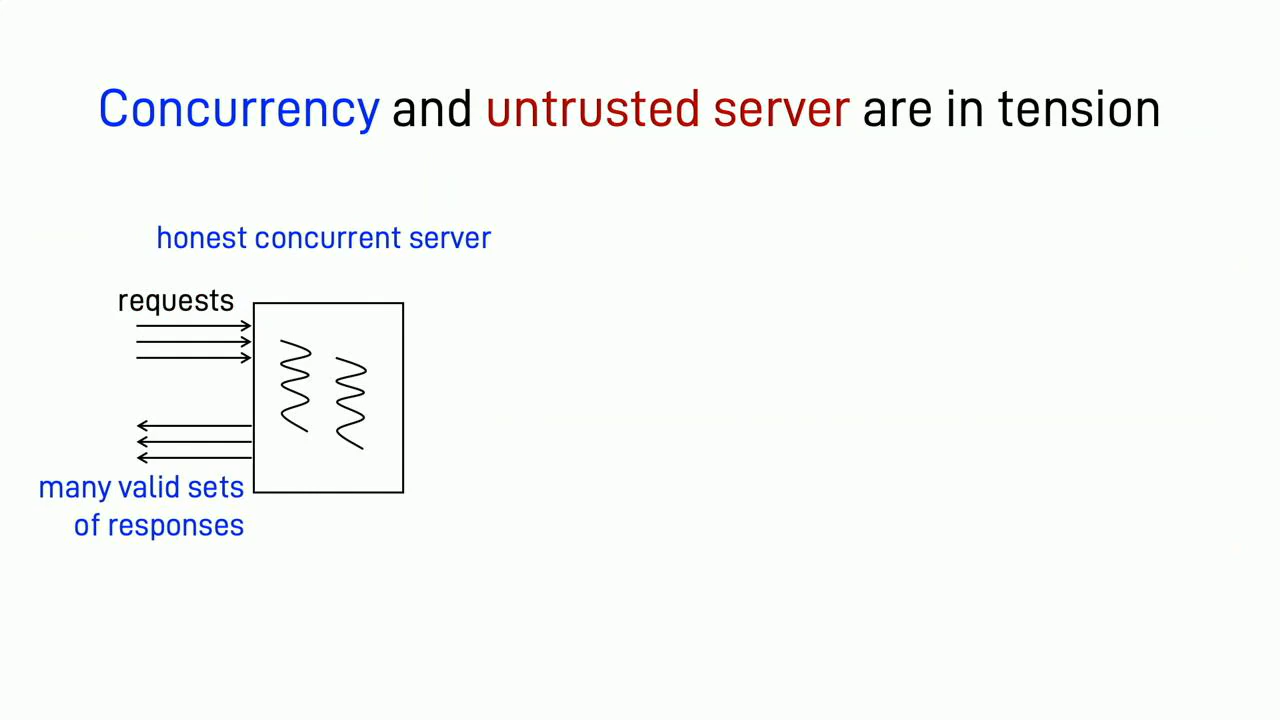 Concurrency and untrusted server are in tension
honest concurrent server
requests
many valid sets
of responses